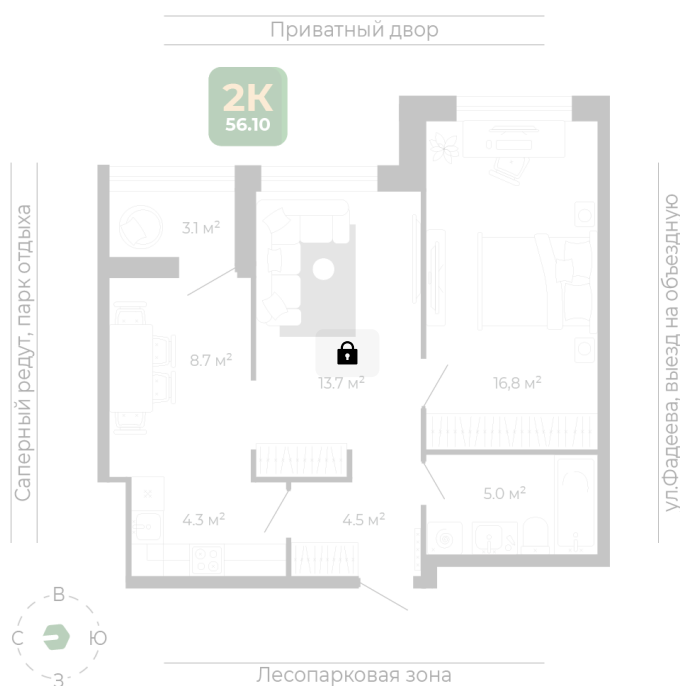 Приватный двор
2К
56.10
Саперный редут, парк отдыха
ул.Фадеева, выезд на объездную
3.1 м²
8.7 м²
13.7 м²
16,8 м²
4.3 м²
4.5 м²
5.0 м²
В
С
Ю
З
Лесопарковая зона